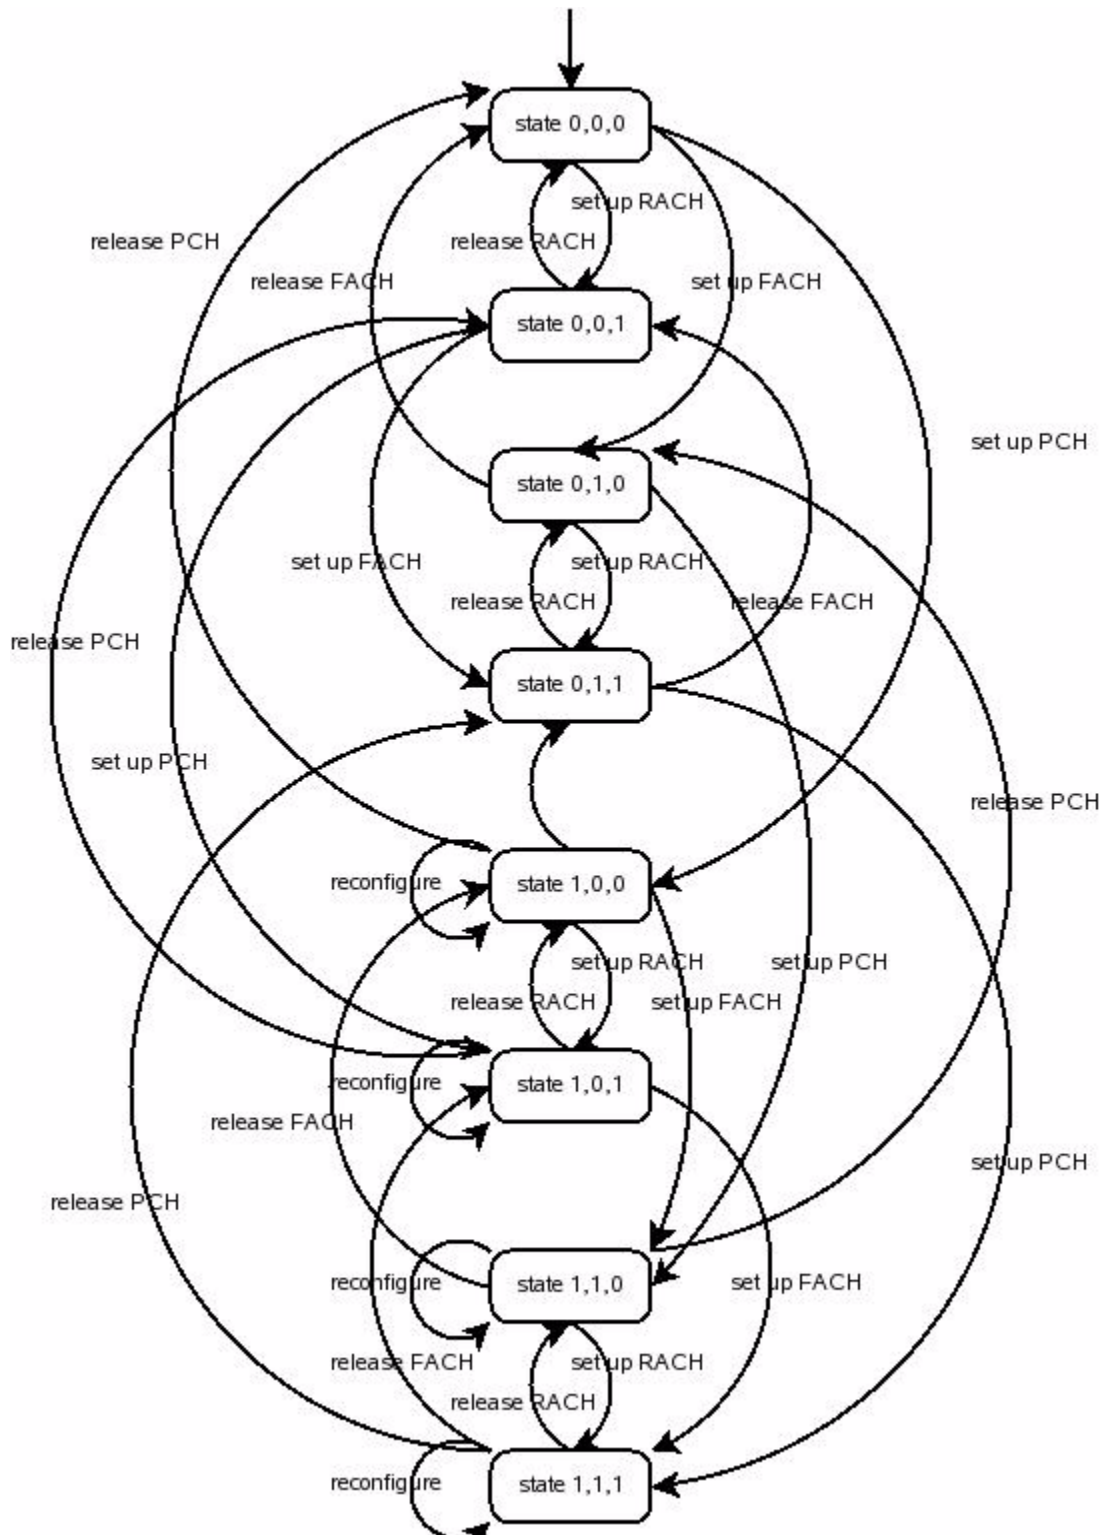 state 0,0,0
set up RACH
release PCH
release RACH
release FACH
set up FACH
state 0,0,1
set up PCH
state 0,1,0
set up FACH
set up RACH
release RACH
release FACH
release PCH
state 0,1,1
set up PCH
release PCH
reconfigure
state 1,0,0
set up RACH
set up PCH
release RACH
set up FACH
reconfigure
state 1,0,1
release FACH
set up PCH
release PCH
reconfigure
state 1,1,0
set up FACH
release FACH
set up RACH
release RACH
reconfigure
state 1,1,1